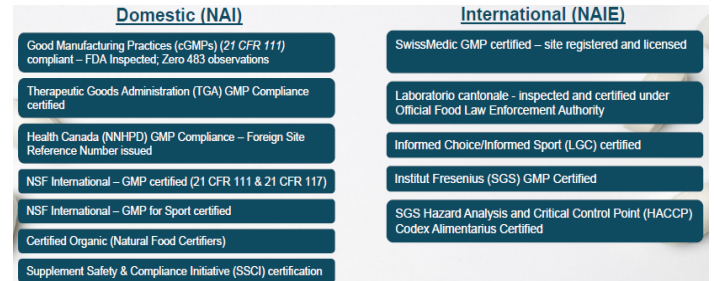 Domestic (NAI)
Good Manufacturing Practices (cGMPs) (21 CFR 111)
compliant – FDA Inspected; Zero 483 observations
Therapeutic Goods Administration (TGA) GMP Compliance
certified
Health Canada (NNHPD) GMP Compliance – Foreign Site
Reference Number issued
NSF International – GMP certified (21 CFR 111 & 21 CFR 117)
NSF International – GMP for Sport certified
Certified Organic (Natural Food Certifiers)
Supplement Safety & Compliance Initiative (SSCI) certification
International (NAIE)
SwissMedic GMP certified – site registered and licensed
Laboratorio cantonale - inspected and certified under
Official Food Law Enforcement Authority
Informed Choice/Informed Sport (LGC) certified
Institut Fresenius (SGS) GMP Certified
SGS Hazard Analysis and Critical Control Point (HACCP)
Codex Alimentarius Certified